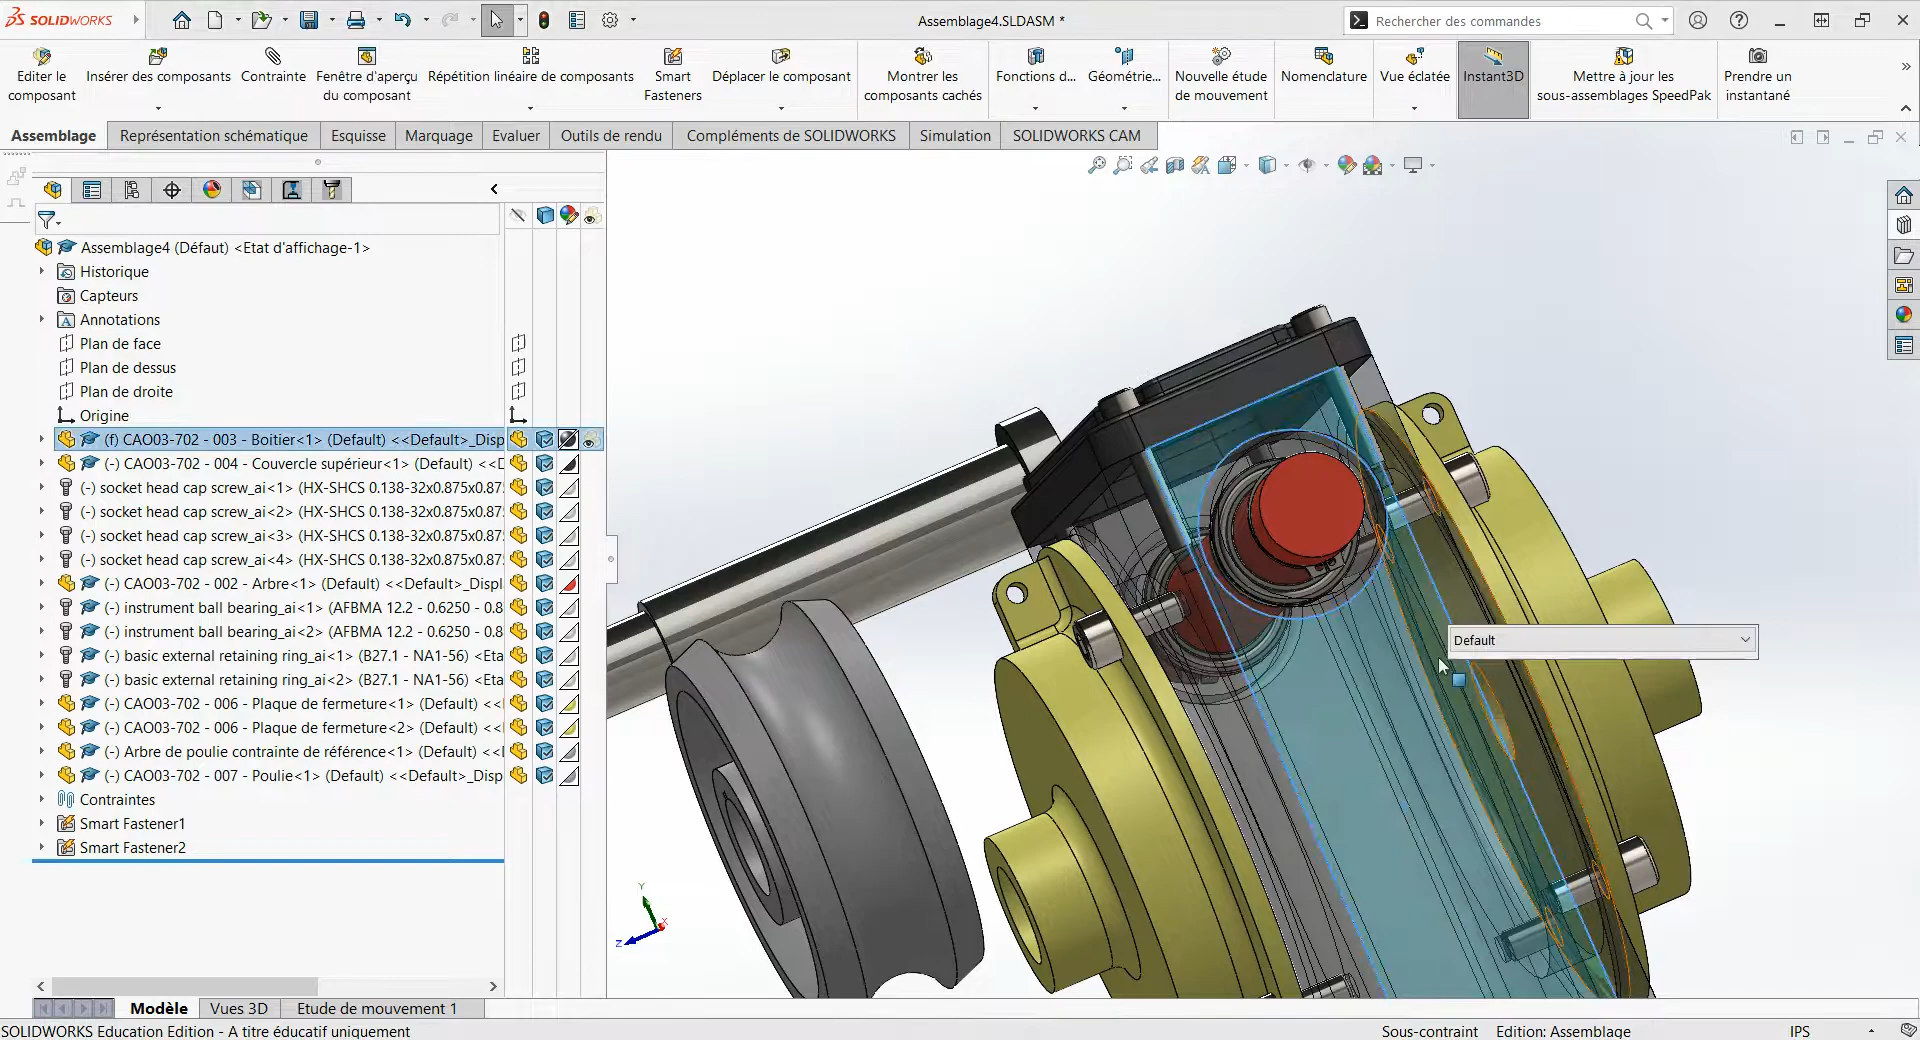 SOLIDWORKS
Assemblage4.SLDASM *
Rechercher des commandes
Editer le composant
Insérer des composants
Contrainte
Fenêtre d'aperçu du composant
Répétition linéaire de composants
Smart Fasteners
Déplacer le composant
Montrer les composants cachés
Fonctions d...
Géométrie...
Nouvelle étude de mouvement
Nomenclature
Vue éclatée
Instant3D
Mettre à jour les sous-assemblages SpeedPak
Prendre un instantané
Assemblage
Représentation schématique
Esquisse
Marquage
Evaluer
Outils de rendu
Compléments de SOLIDWORKS
Simulation
SOLIDWORKS CAM
Assemblage4 (Défaut) <Etat d'affichage-1>
Historique
Capteurs
Annotations
Plan de face
Plan de dessus
Plan de droite
Origine
(f) CAO03-702 - 003 - Boitier<1> (Default) <<Default>_Disp
(-) CAO03-702 - 004 - Couvercle supérieur<1> (Default) <<D
(-) socket head cap screw_ai<1> (HX-SHCS 0.138-32x0.875x0.87
(-) socket head cap screw_ai<2> (HX-SHCS 0.138-32x0.875x0.87
(-) socket head cap screw_ai<3> (HX-SHCS 0.138-32x0.875x0.87
(-) socket head cap screw_ai<4> (HX-SHCS 0.138-32x0.875x0.87
(-) CAO03-702 - 002 - Arbre<1> (Default) <<Default>_Displ
(-) instrument ball bearing_ai<1> (AFBMA 12.2 - 0.6250 - 0.8
(-) instrument ball bearing_ai<2> (AFBMA 12.2 - 0.6250 - 0.8
(-) basic external retaining ring_ai<1> (B27.1 - NA1-56) <Eta
(-) basic external retaining ring_ai<2> (B27.1 - NA1-56) <Eta
(-) CAO03-702 - 006 - Plaque de fermeture<1> (Default) <<
(-) CAO03-702 - 006 - Plaque de fermeture<2> (Default) <<
(-) Arbre de poulie contrainte de référence<1> (Default) <<
(-) CAO03-702 - 007 - Poulie<1> (Default) <<Default>_Disp
Contraintes
Smart Fastener1
Smart Fastener2
Default
Y
X
Z
Modèle
Vues 3D
Etude de mouvement 1
SOLIDWORKS Education Edition - A titre éducatif uniquement
Sous-contraint
Edition: Assemblage
IPS